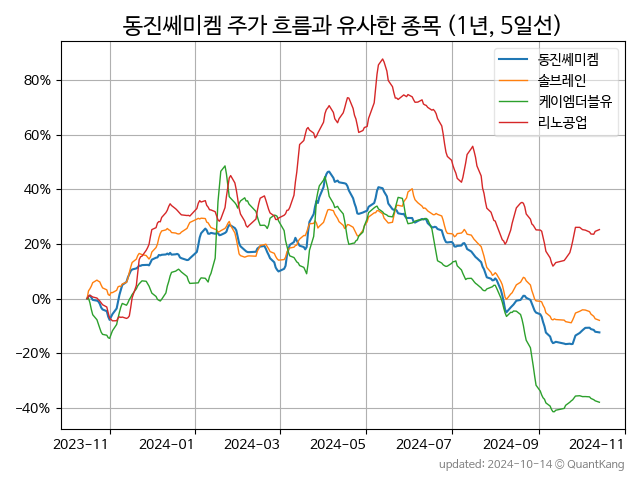 동진쎄미켐 주가 흐름과 유사한 종목 (1년, 5일선)
동진쎄미켐
솔브레인
케이엠더블유
리노공업
80%
60%
40%
20%
0%
−20%
−40%
2023-11
2024-01
2024-03
2024-05
2024-07
2024-09
2024-11
updated: 2024-10-14 © QuantKang